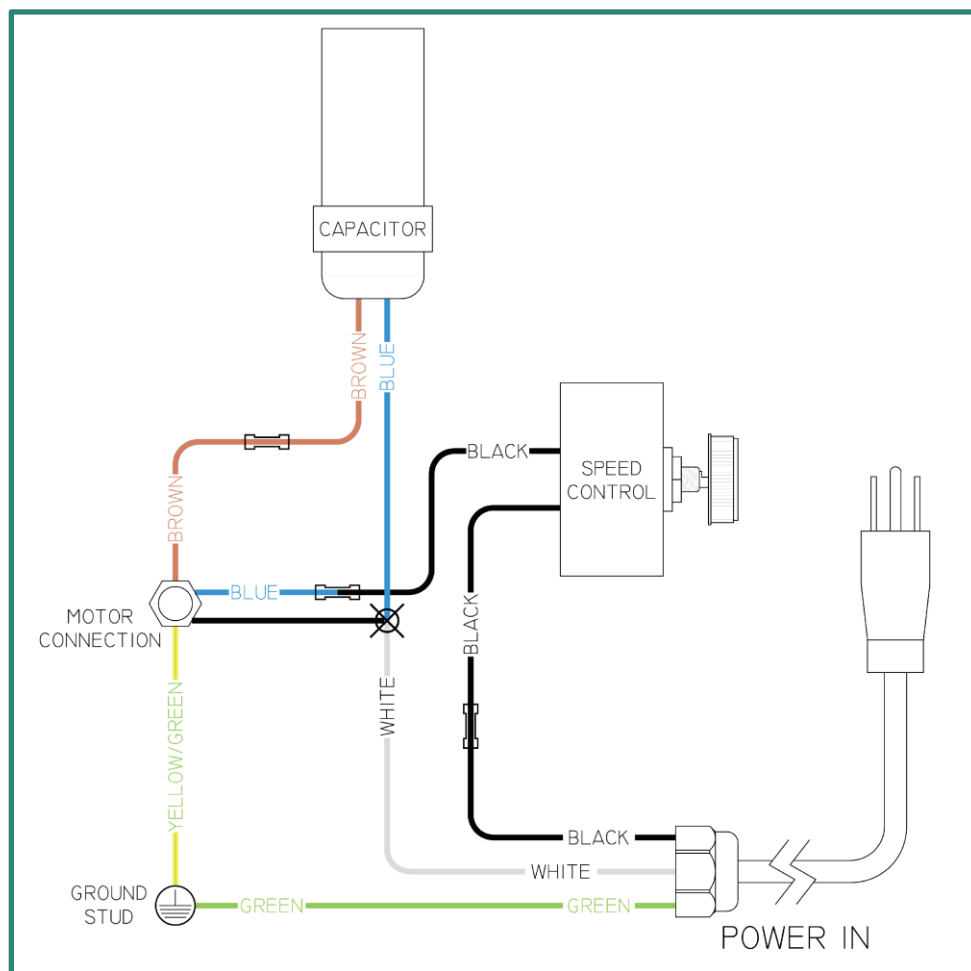 CAPACITOR
BROWN
BLUE
BLACK
SPEED
CONTROL
BROWN
BLUE
MOTOR
CONNECTION
BLACK
WHITE
YELLOW/GREEN
BLACK
WHITE
GROUND
STUD
GREEN
GREEN
POWER IN